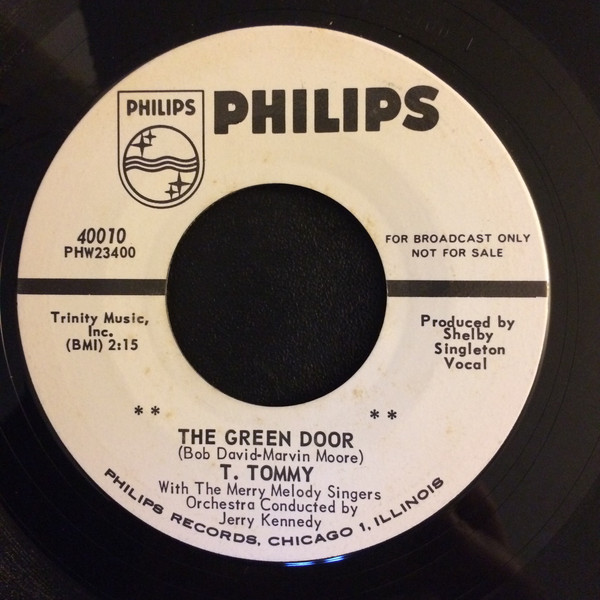 PHILIPS
PHILIPS
40010
PHW23400
FOR BROADCAST ONLY
NOT FOR SALE
Trinity Music,
Inc.
(BMI) 2:15
Produced by
Shelby
Singleton
Vocal
** **
THE GREEN DOOR
(Bob David-Marvin Moore)
T. TOMMY
With The Merry Melody Singers
Orchestra Conducted by
Jerry Kennedy
PHILIPS RECORDS, CHICAGO 1, ILLINOIS